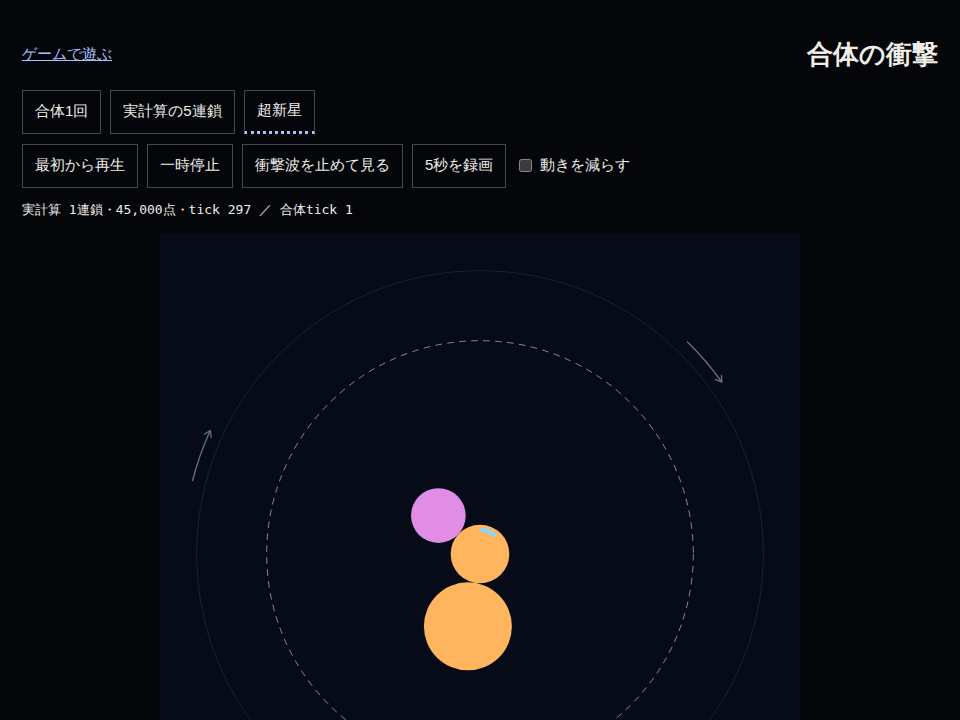 ゲームで遊ぶ
合体の衝撃
合体1回 実計算の5連鎖 超新星
最初から再生 一時停止 衝撃波を止めて見る 5秒を録画 動きを減らす
実計算 1連鎖・45,000点・tick 297 ／ 合体tick 1